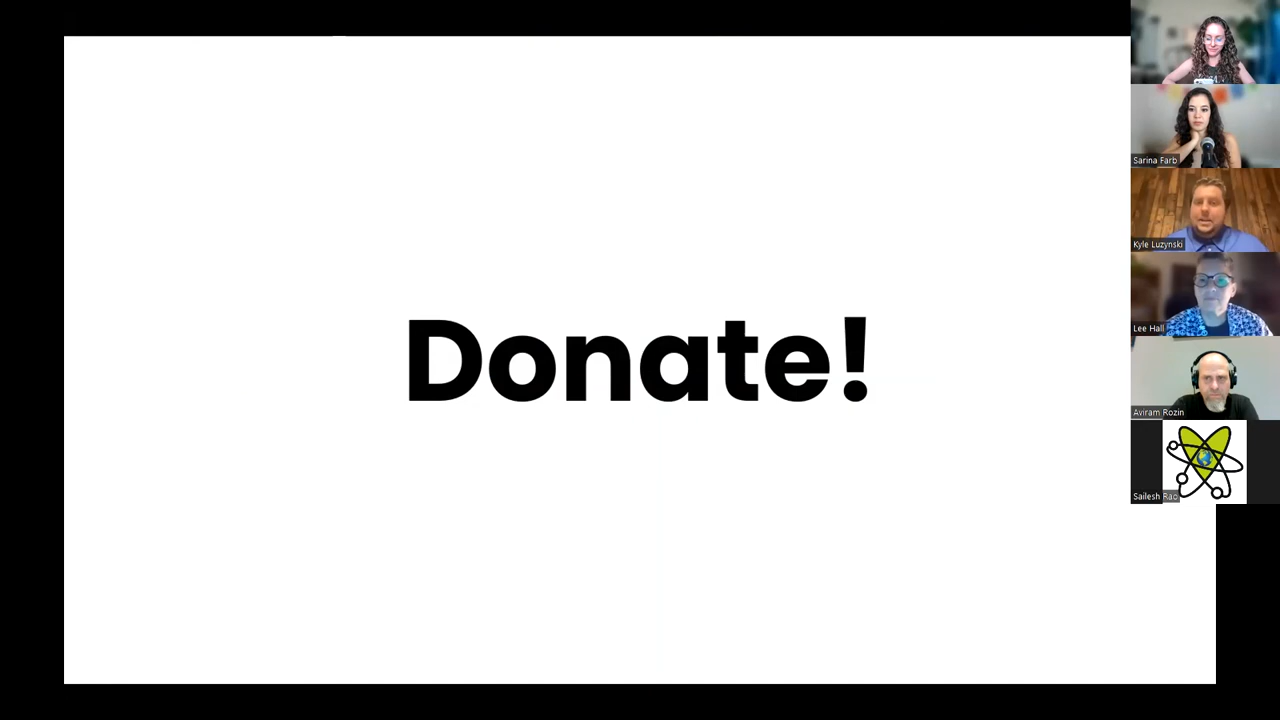 Donate!
Sarina Farb
Kyle Luzynski
Lee Hall
Aviram Rozin
Sailesh Rao